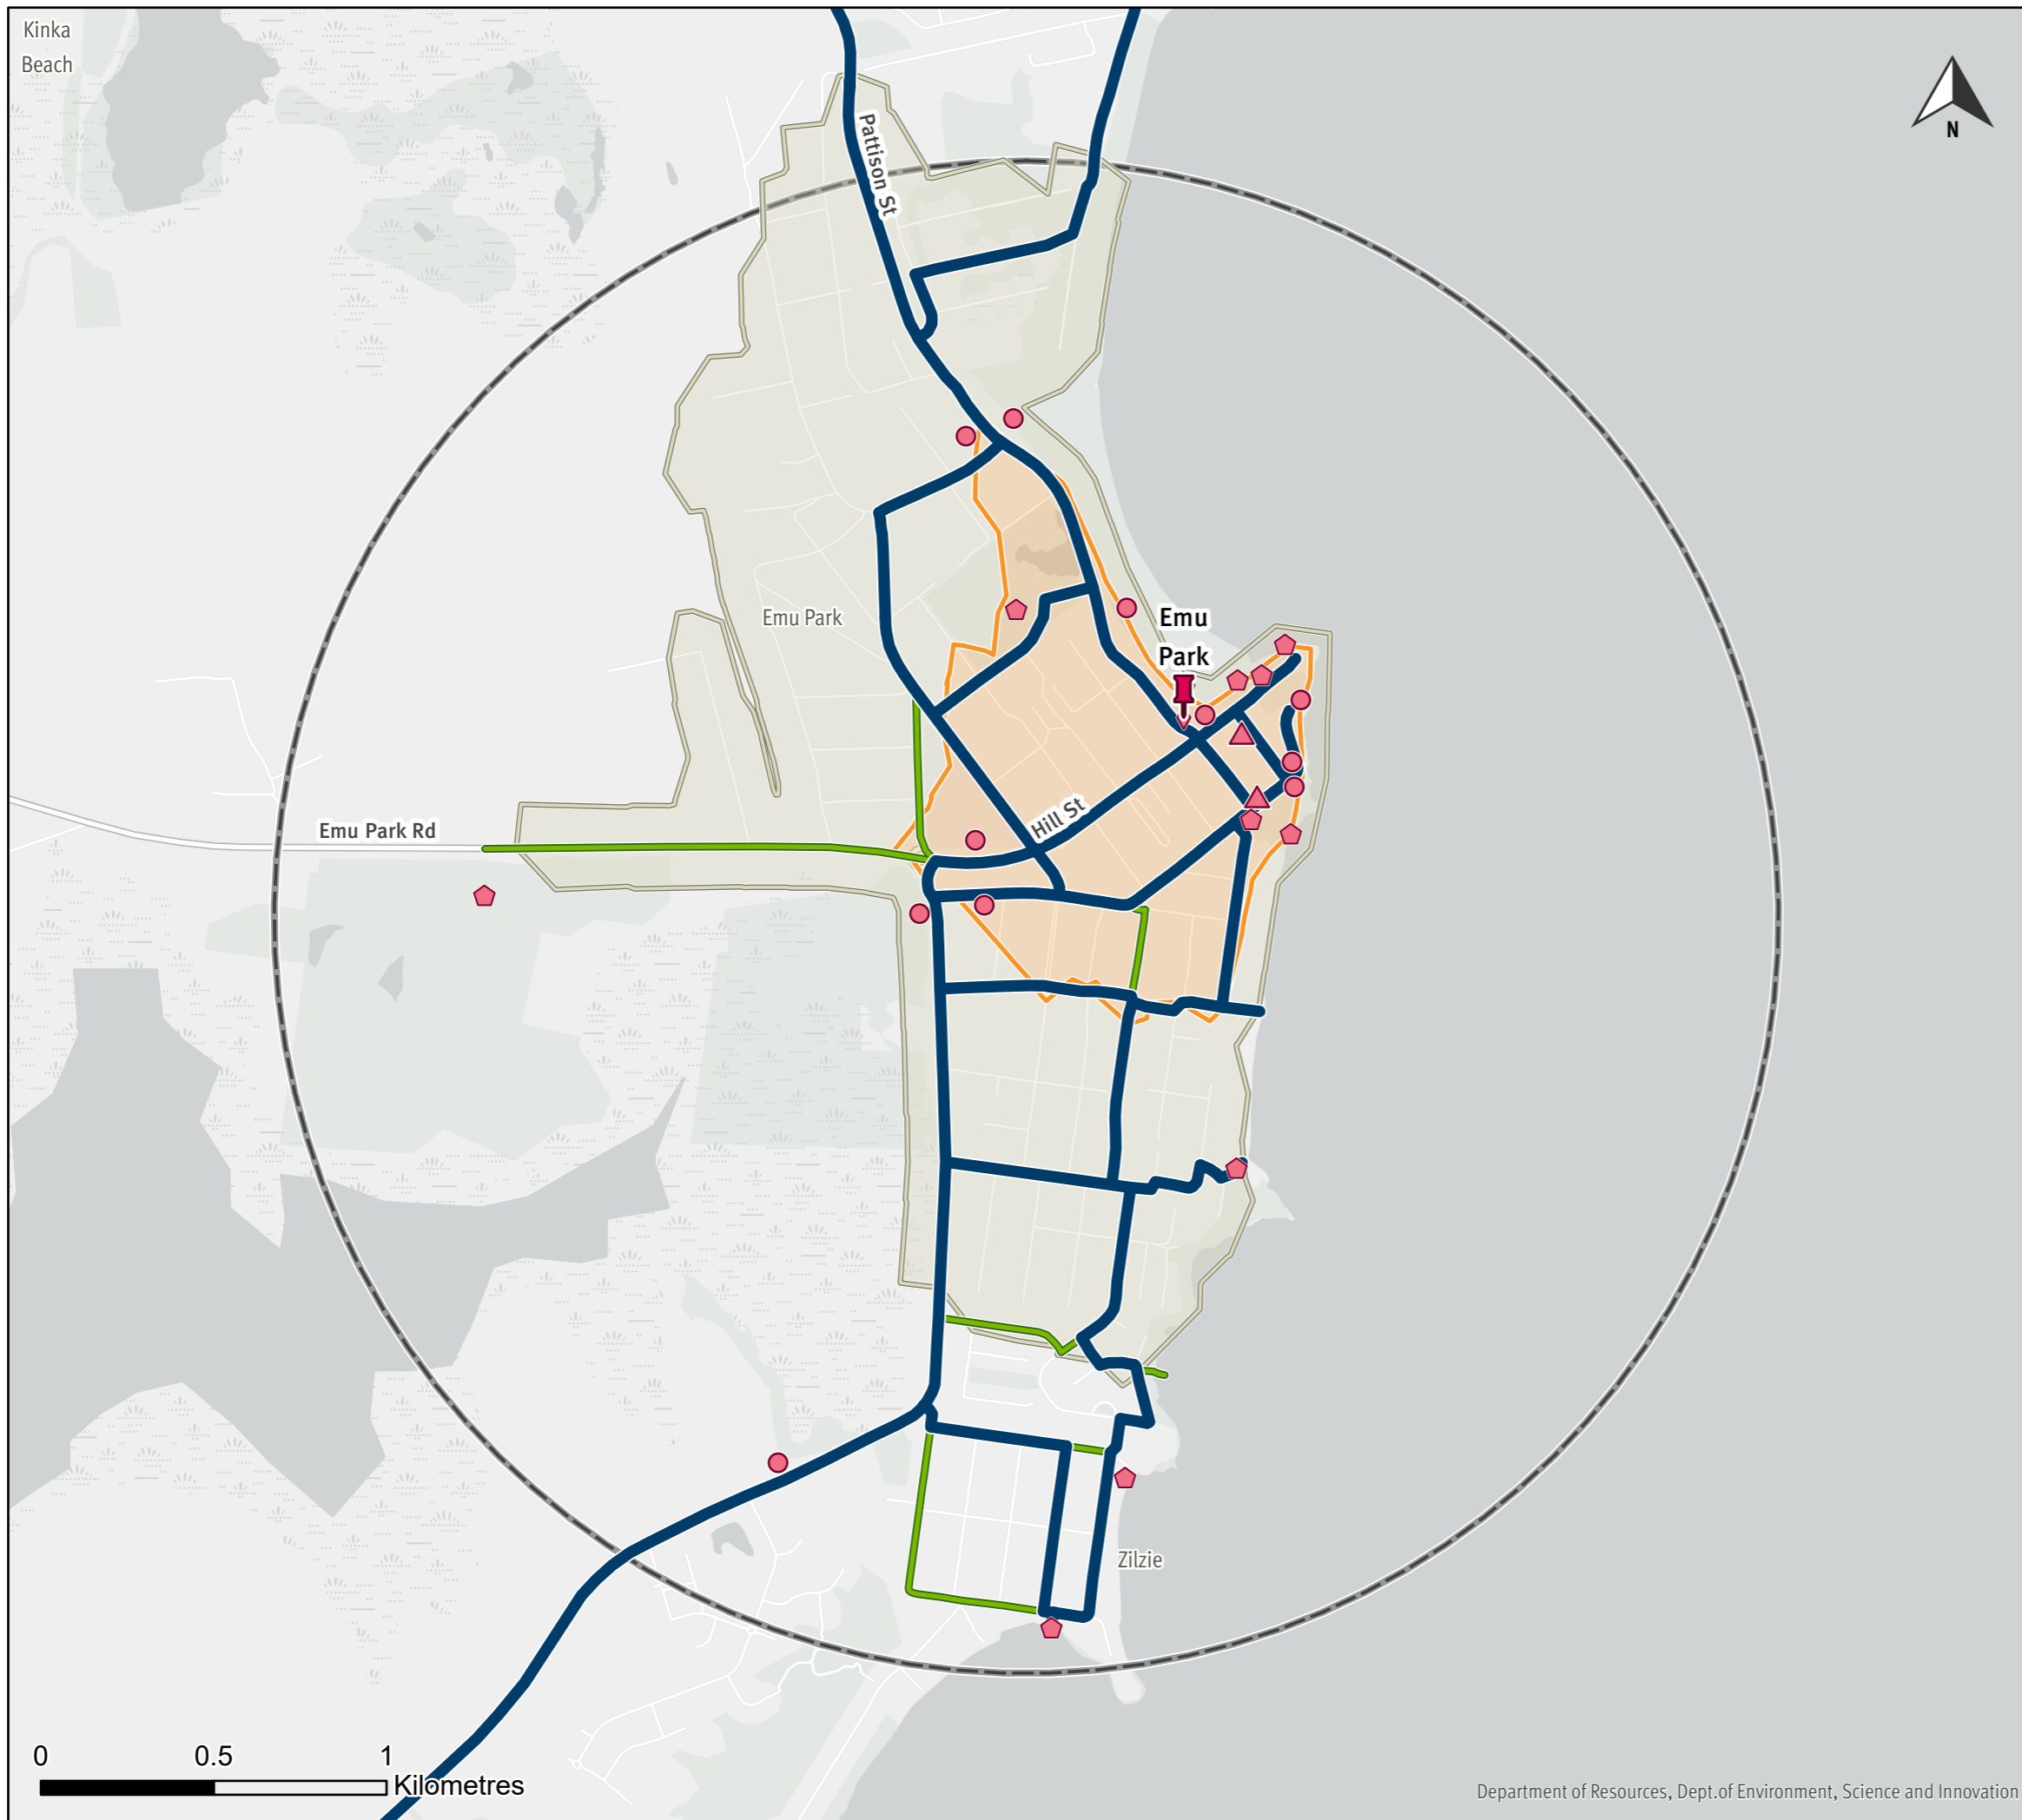 Kinka
Beach
N
Pattison St
Emu Park
Emu
Park
Hill St
Emu Park Rd
Zilzie
0 0.5 1
Kilometres
Department of Resources, Dept.of Environment, Science and Innovation